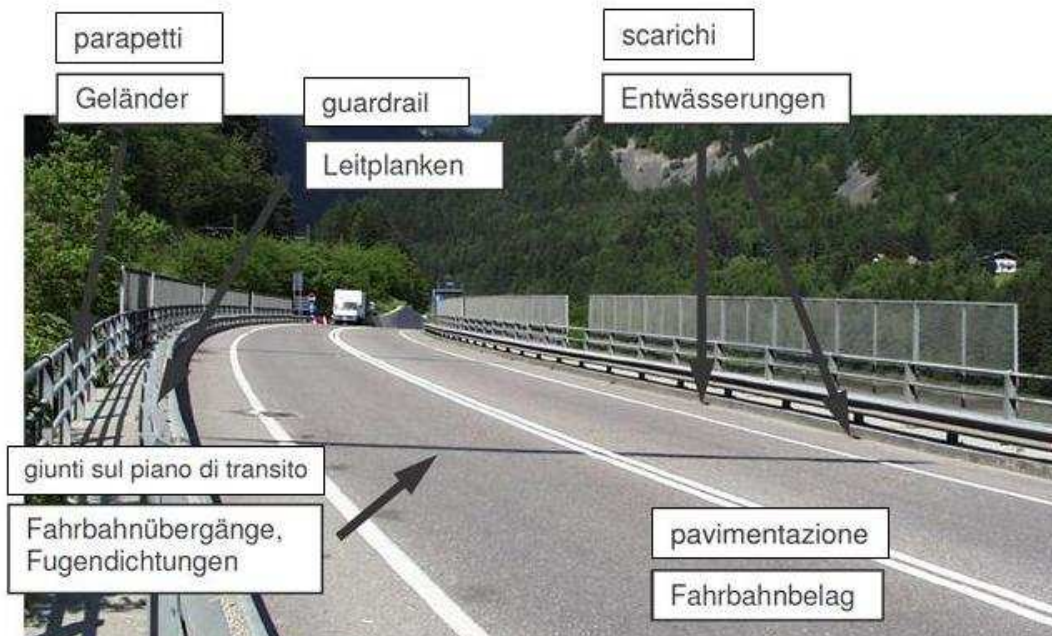 parapetti
Geländer
guardrail
Leitplanken
scarichi
Entwässerungen
giunti sul piano di transito
Fahrbahnübergänge,
Fugendichtungen
pavimentazione
Fahrbahnbelag